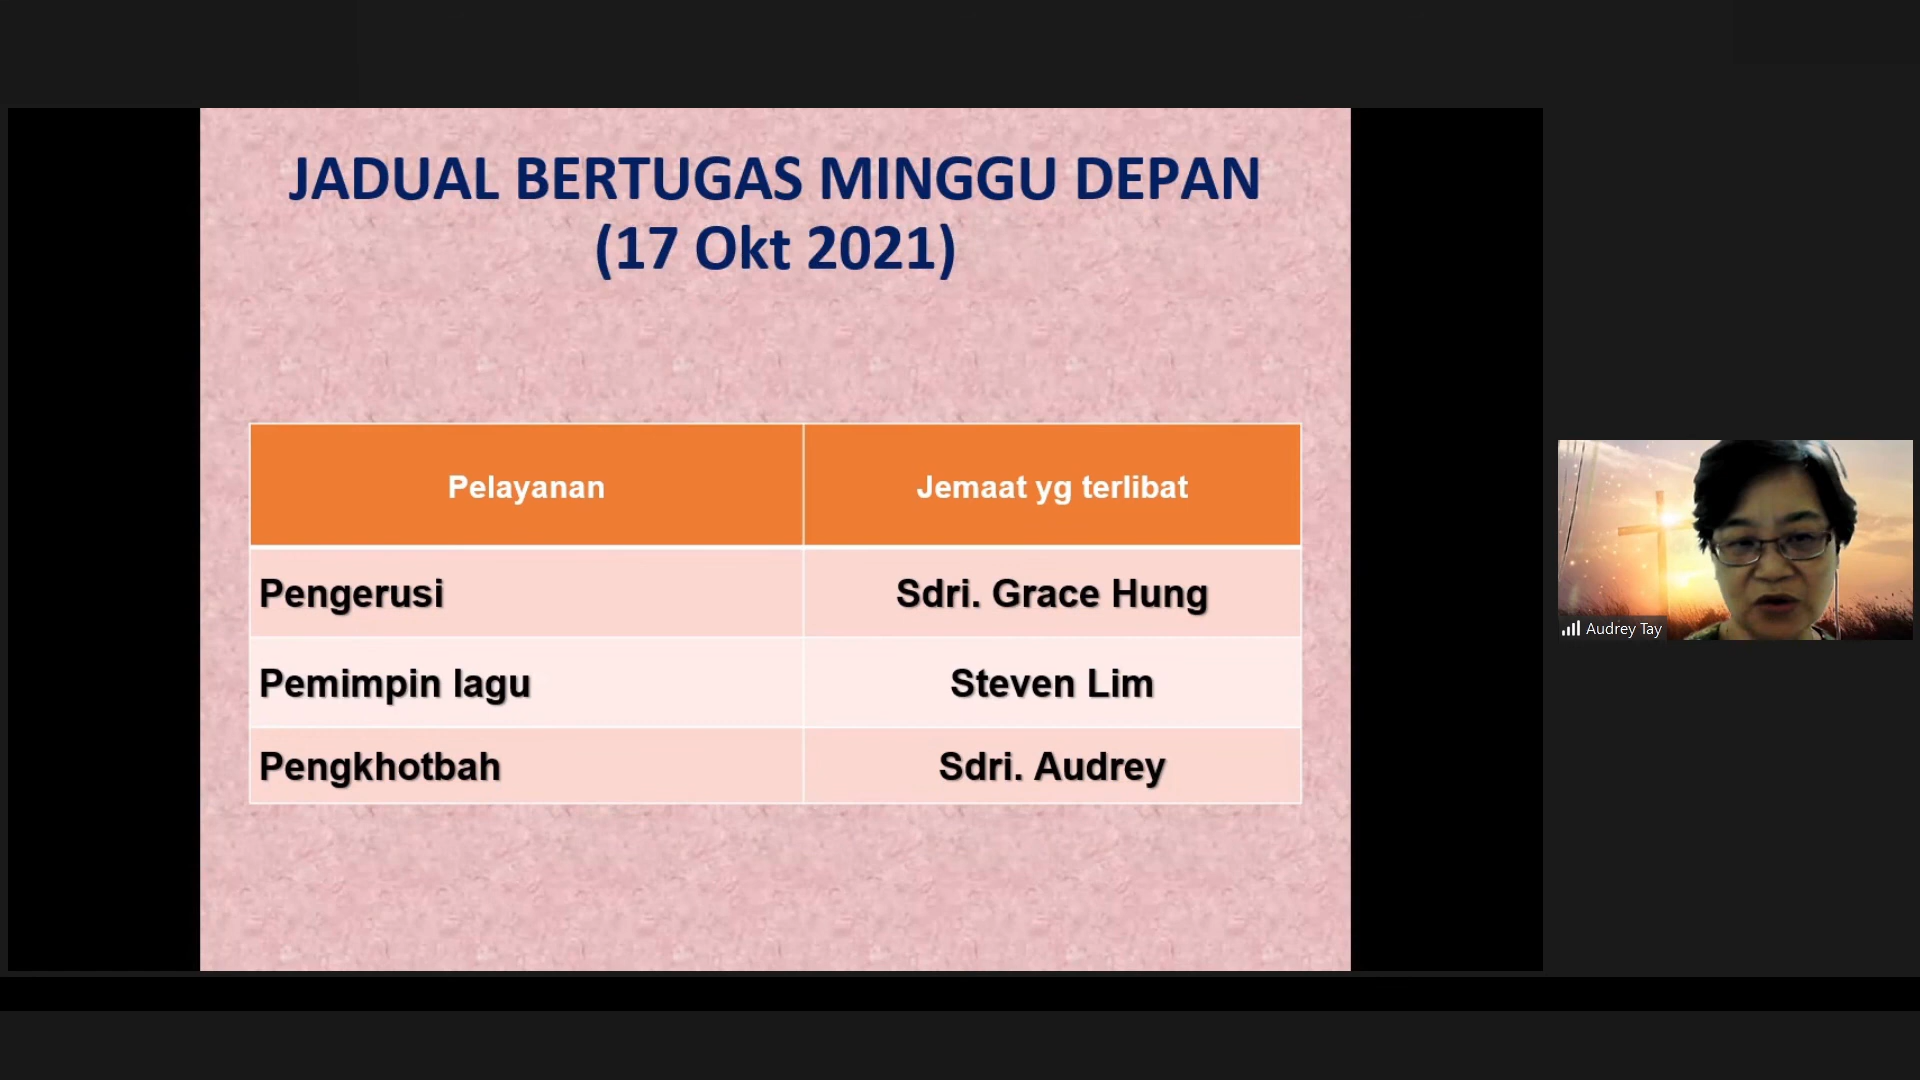 JADUAL BERTUGAS MINGGU DEPAN
(17 Okt 2021)
Pelayanan
Jemaat yg terlibat
Pengerusi
Sdri. Grace Hung
Pemimpin lagu
Steven Lim
Pengkhotbah
Sdri. Audrey
Audrey Tay